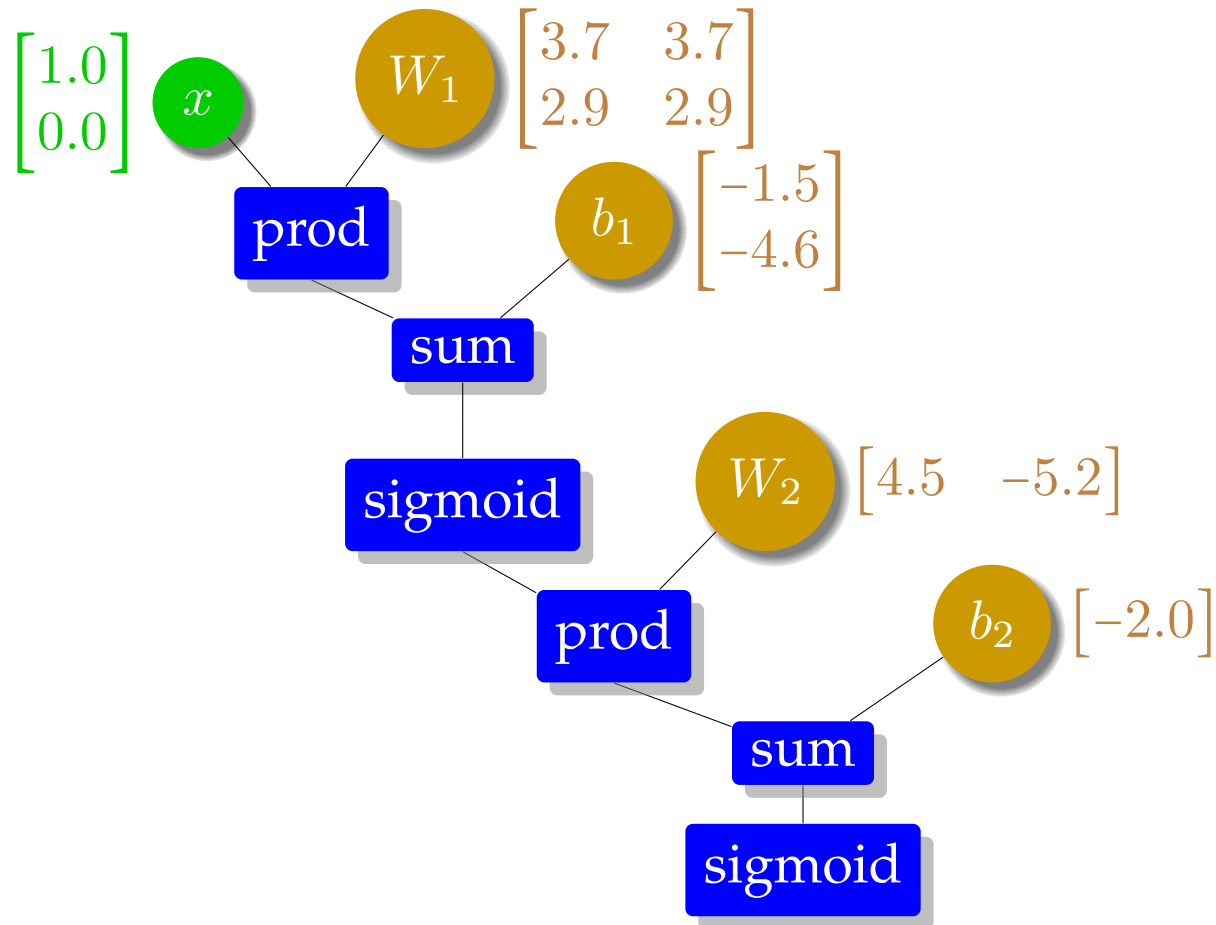 [1.0
0.0]
x
W₁
[3.7 3.7
2.9 2.9]
prod
b₁
[−1.5
−4.6]
sum
sigmoid
W₂
[4.5 −5.2]
prod
b₂
[−2.0]
sum
sigmoid